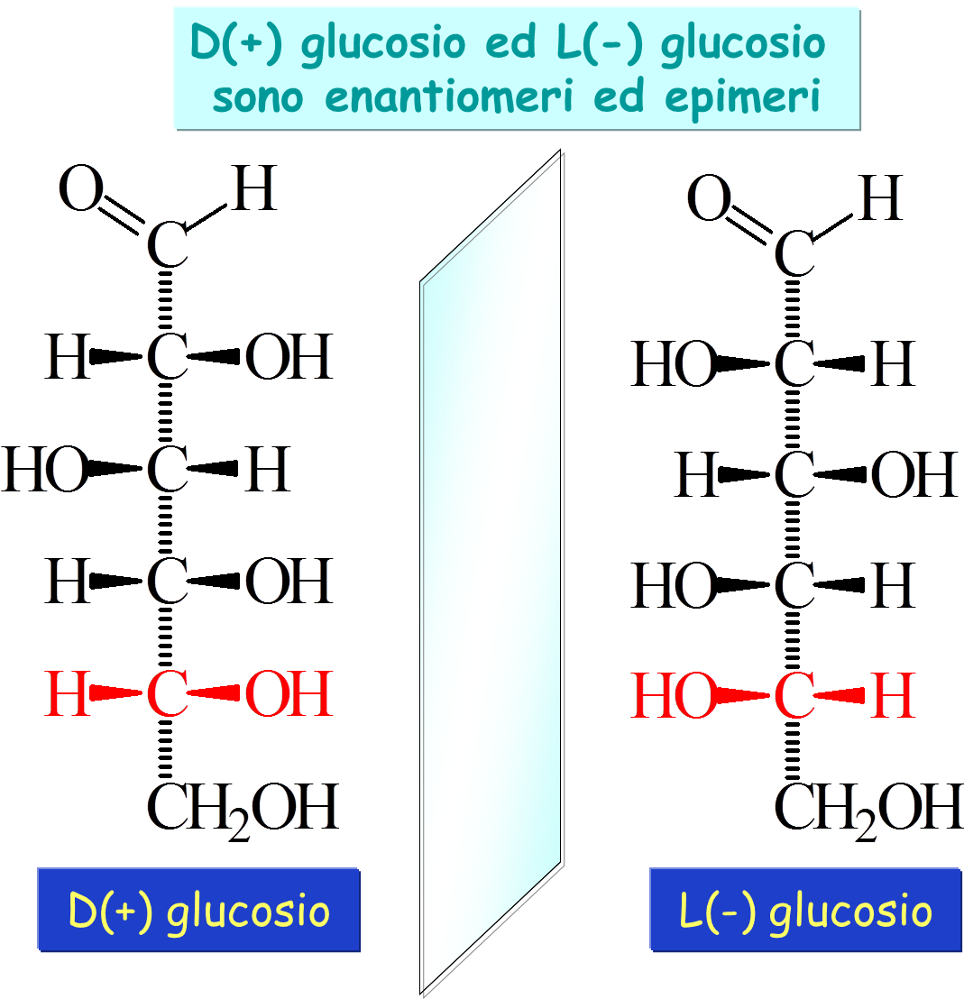 D(+) glucosio ed L(-) glucosio
sono enantiomeri ed epimeri
O H O H
C C
H C OH HO C H
HO C H H C OH
H C OH HO C H
H C OH HO C H
CH2OH CH2OH
D(+) glucosio L(-) glucosio